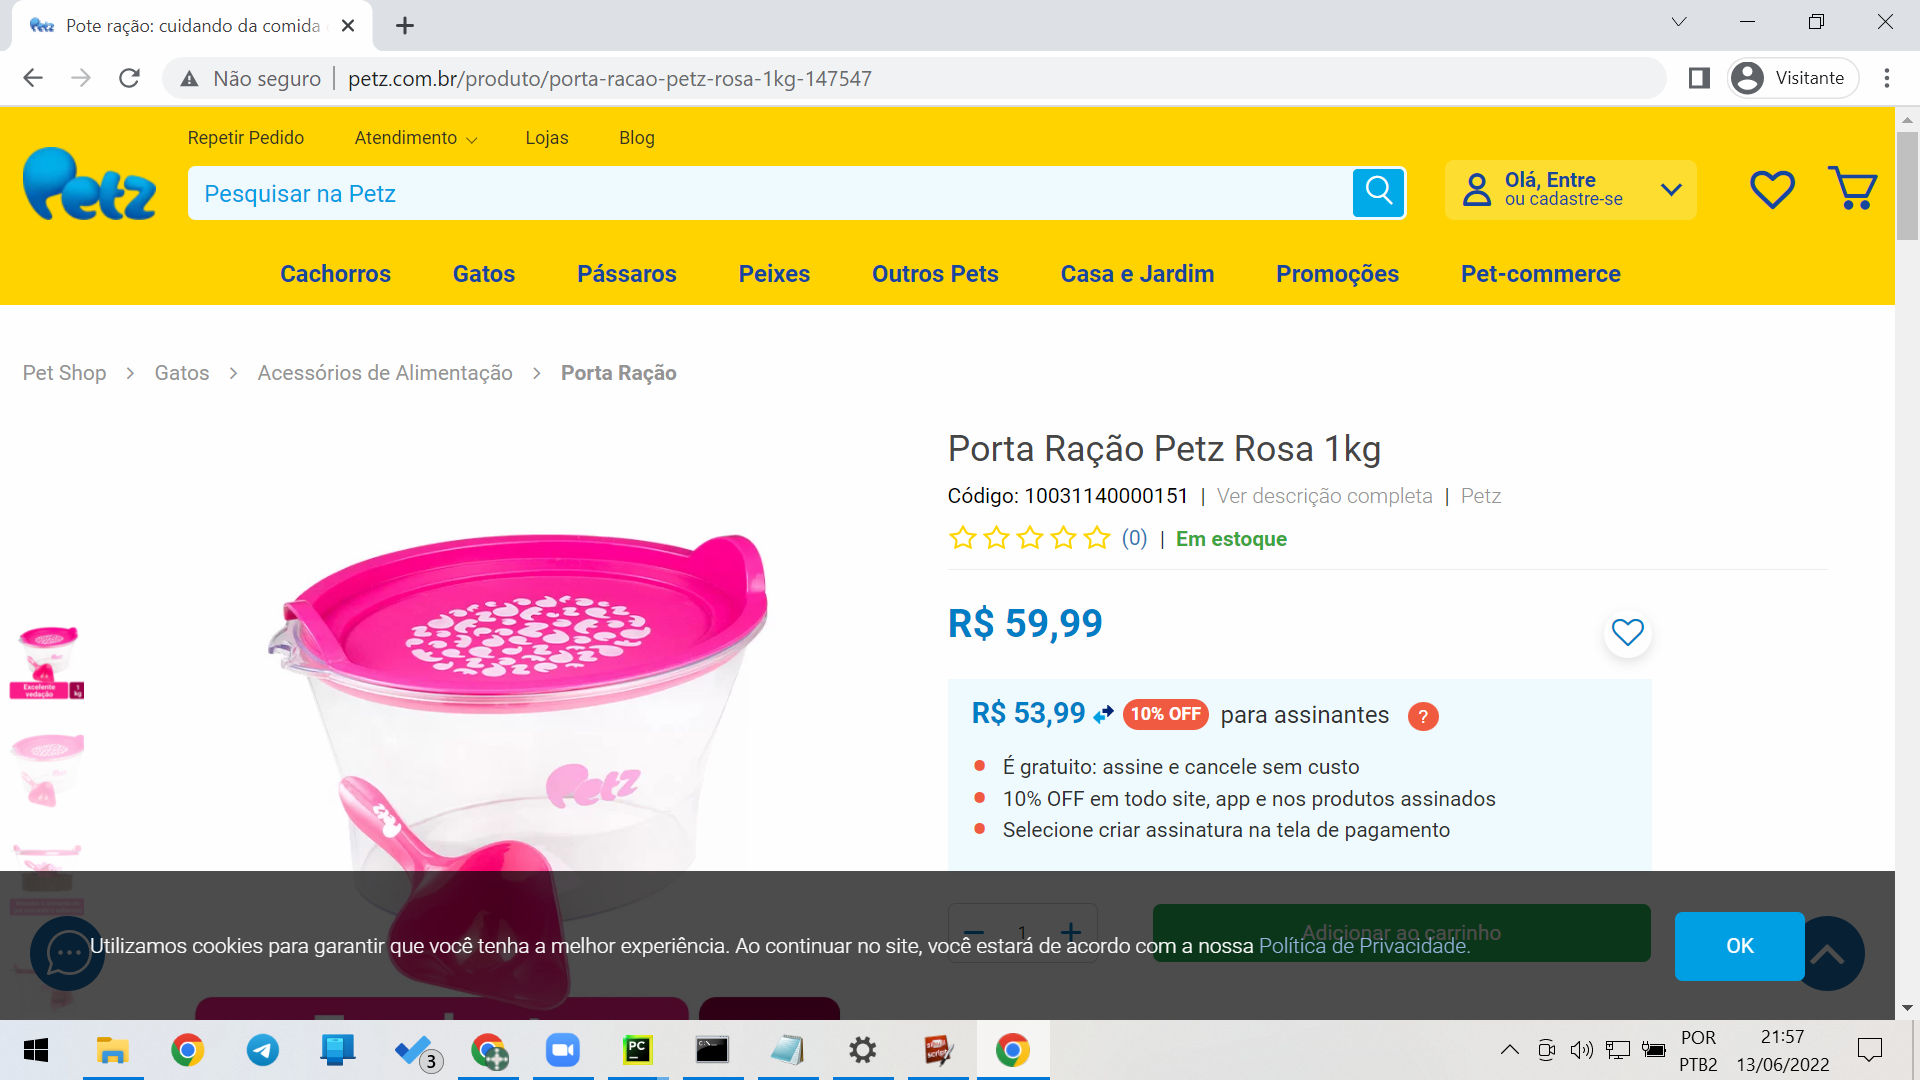 Pote ração: cuidando da comida
Não seguro
petz.com.br/produto/porta-racao-petz-rosa-1kg-147547
Visitante
Repetir Pedido
Atendimento
Lojas
Blog
Petz
Pesquisar na Petz
Olá, Entre
ou cadastre-se
Cachorros
Gatos
Pássaros
Peixes
Outros Pets
Casa e Jardim
Promoções
Pet-commerce
Pet Shop > Gatos > Acessórios de Alimentação > Porta Ração
Porta Ração Petz Rosa 1kg
Código: 10031140000151 | Ver descrição completa | Petz
(0) | Em estoque
R$ 59,99
R$ 53,99 10% OFF para assinantes ?
É gratuito: assine e cancele sem custo
10% OFF em todo site, app e nos produtos assinados
Selecione criar assinatura na tela de pagamento
Excelente
vedação
1
kg
Petz
1
Adicionar ao carrinho
Utilizamos cookies para garantir que você tenha a melhor experiência. Ao continuar no site, você estará de acordo com a nossa Política de Privacidade.
OK
3
PC
POR
PTB2
21:57
13/06/2022